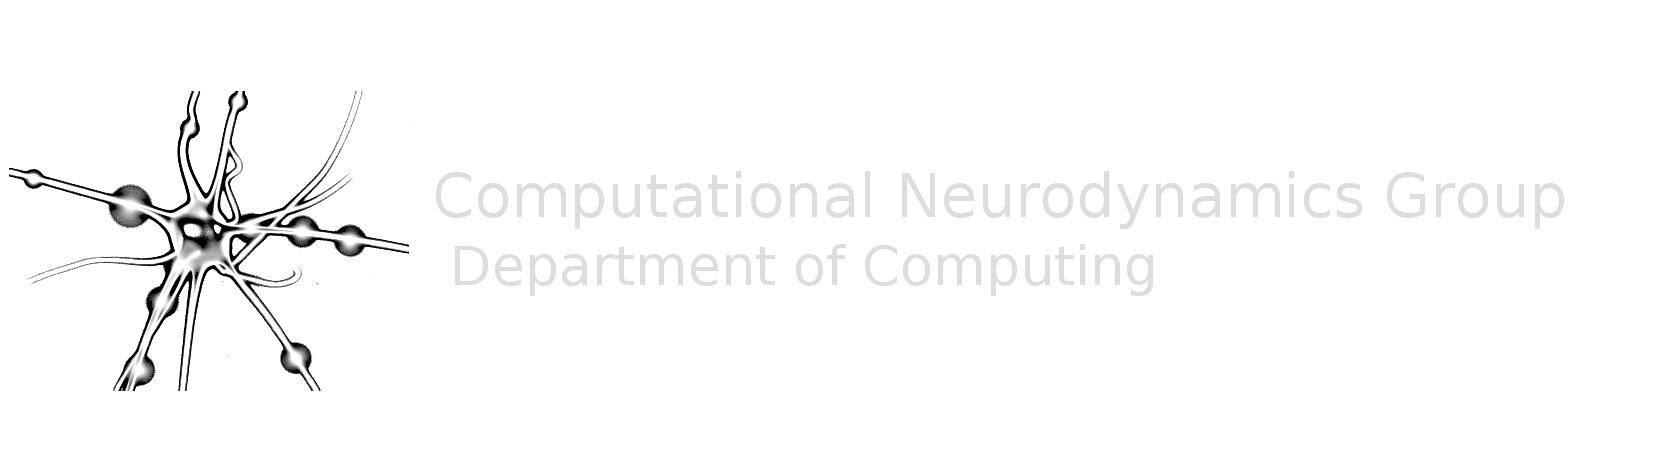 Computational Neurodynamics Group
Department of Computing